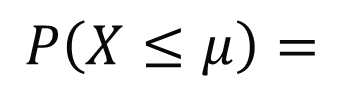 P(X ≤ μ) =